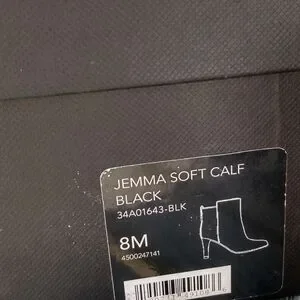 JEMMA SOFT CALF
BLACK
34A01643-BLK
8M
4500247141